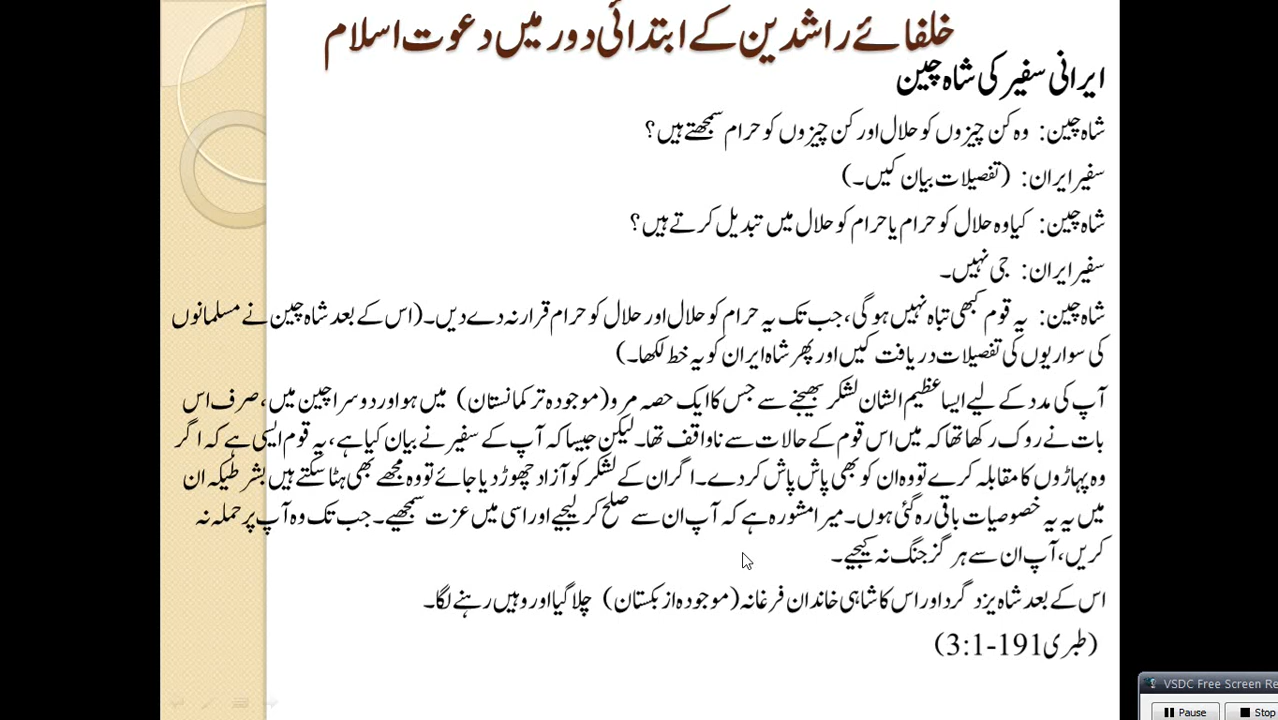 خلفائے راشدین کے ابتدائی دور میں دعوت اسلام
ایرانی سفیر کی شاہ چین
شاہ چین: وہ کن چیزوں کو حلال اور کن چیزوں کو حرام سمجھتے ہیں؟
سفیر ایران: (تفصیلات بیان کیں۔)
شاہ چین: کیا وہ حلال کو حرام یا حرام کو حلال میں تبدیل کرتے ہیں؟
سفیر ایران: جی نہیں۔
شاہ چین: یہ قوم کبھی تباہ نہیں ہو گی، جب تک یہ حرام کو حلال اور حلال کو حرام قرار نہ دے دیں۔ (اس کے بعد شاہ چین نے مسلمانوں
کی سواریوں کی تفصیلات دریافت کیں اور پھر شاہ ایران کو یہ خط لکھا۔)
آپ کی مدد کے لیے ایسا عظیم الشان لشکر بھیجنے سے جس کا ایک حصہ مرو (موجودہ ترکمانستان) میں ہو اور دوسرا چین میں، صرف اس
بات نے روک رکھا تھا کہ میں اس قوم کے حالات سے ناواقف تھا۔ لیکن جیسا کہ آپ کے سفیر نے بیان کیا ہے، یہ قوم ایسی ہے کہ اگر
وہ پہاڑوں کا مقابلہ کرے تو وہ ان کو بھی پاش پاش کر دے۔ اگر ان کے لشکر کو آزاد چھوڑ دیا جائے تو وہ مجھے بھی ہٹا سکتے ہیں بشرطیکہ ان
میں یہ یہ خصوصیات باقی رہ گئی ہوں۔ میرا مشورہ ہے کہ آپ ان سے صلح کر لیجیے اور اسی میں عزت سمجھیے۔ جب تک وہ آپ پر حملہ نہ
کریں، آپ ان سے ہرگز جنگ نہ کیجیے۔
اس کے بعد شاہ یزد گرد اور اس کا شاہی خاندان فرغانہ (موجودہ ازبکستان) چلا گیا اور وہیں رہنے لگا۔
(طبری 191-3:1)
VSDC Free Screen Re
Pause Stop